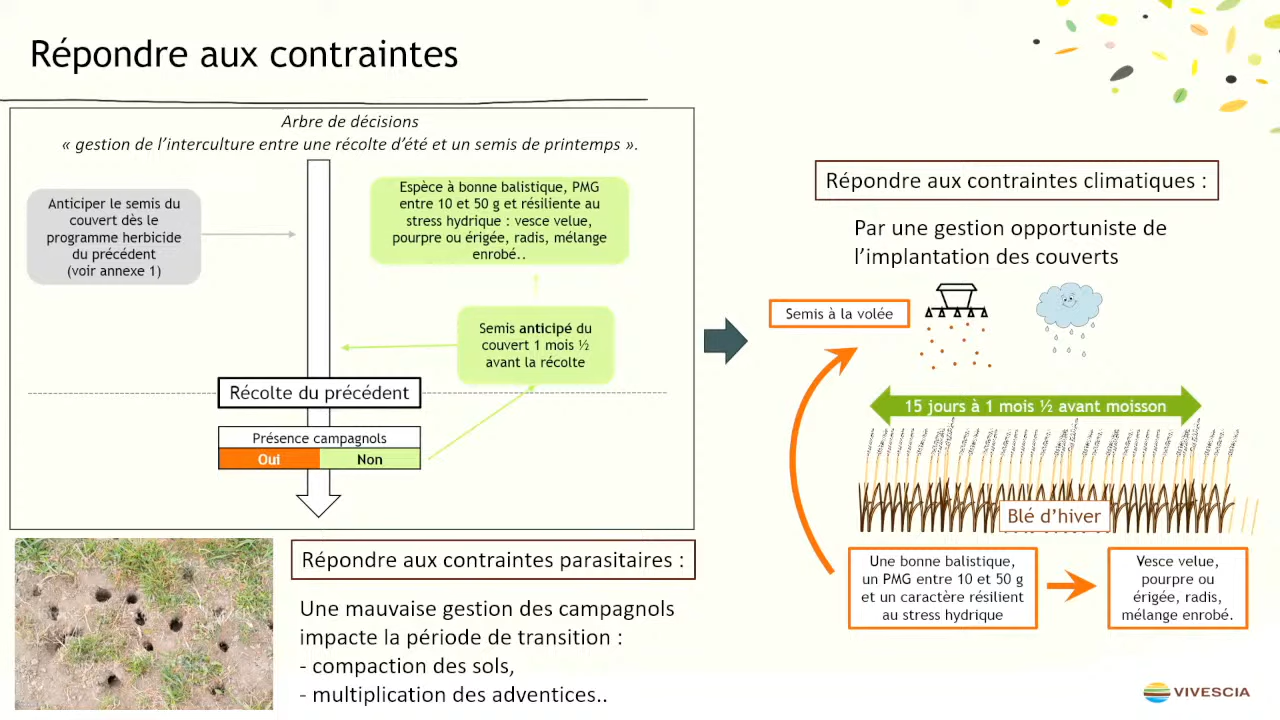 Répondre aux contraintes
Arbre de décisions
« gestion de l'interculture entre une récolte d'été et un semis de printemps ».
Anticiper le semis du
couvert dès le
programme herbicide
du précédent
(voir annexe 1)
Espèce à bonne balistique, PMG
entre 10 et 50 g et résiliente au
stress hydrique : vesce velue,
pourpre ou érigée, radis, mélange
enrobé..
Semis anticipé du
couvert 1 mois ½
avant la récolte
Récolte du précédent
Présence campagnols
Oui
Non
Répondre aux contraintes parasitaires :
Une mauvaise gestion des campagnols
impacte la période de transition :
- compaction des sols,
- multiplication des adventices..
Répondre aux contraintes climatiques :
Par une gestion opportuniste de
l'implantation des couverts
Semis à la volée
15 jours à 1 mois ½ avant moisson
Blé d'hiver
Une bonne balistique,
un PMG entre 10 et 50 g
et un caractère résilient
au stress hydrique
Vesce velue,
pourpre ou
érigée, radis,
mélange enrobé.
VIVESCIA